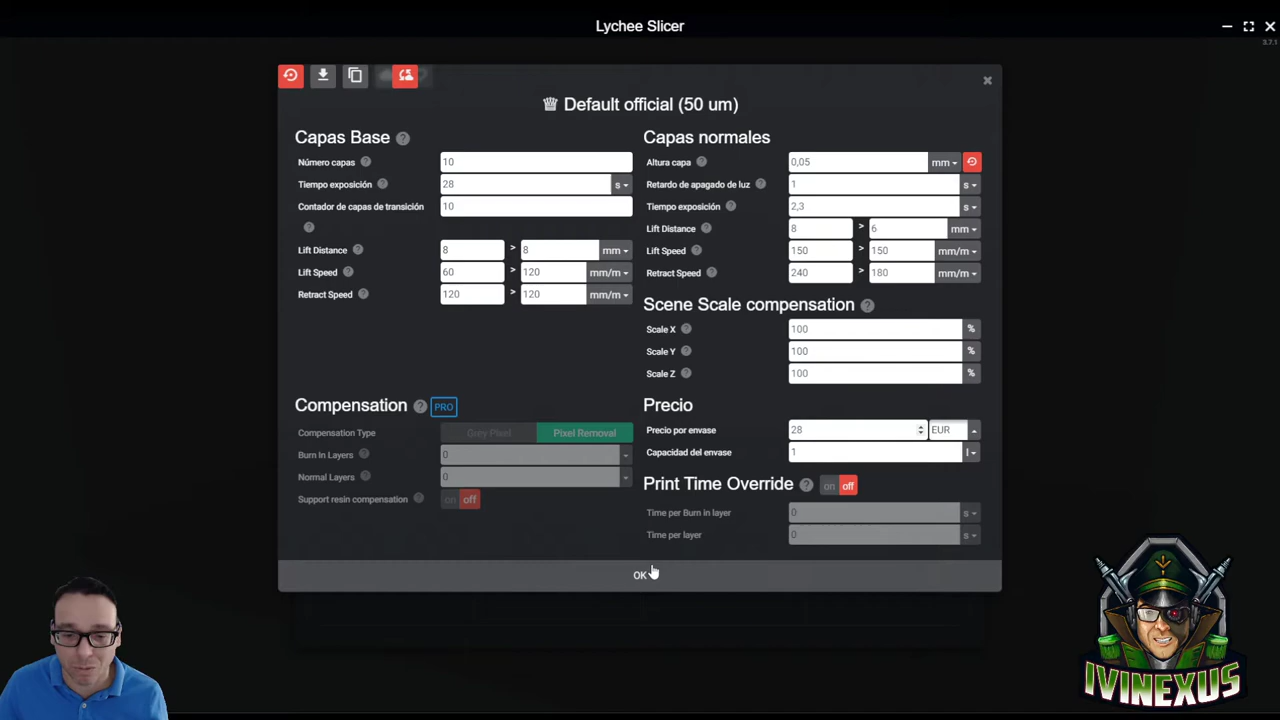 Lychee Slicer
3.7.1
Default official (50 um)
Capas Base
Número capas 10
Tiempo exposición 28 s
Contador de capas de transición 10
Lift Distance 8 > 8 mm
Lift Speed 60 > 120 mm/m
Retract Speed 120 > 120 mm/m
Capas normales
Altura capa 0,05 mm
Retardo de apagado de luz 1 s
Tiempo exposición 2,3 s
Lift Distance 8 > 6 mm
Lift Speed 150 > 150 mm/m
Retract Speed 240 > 180 mm/m
Scene Scale compensation
Scale X 100 %
Scale Y 100 %
Scale Z 100 %
Compensation PRO
Compensation Type Grey Pixel Pixel Removal
Burn In Layers 0
Normal Layers 0
Support resin compensation on off
Precio
Precio por envase 28 EUR
Capacidad del envase 1 l
Print Time Override on off
Time per Burn in layer 0 s
Time per layer 0 s
OK
IVINEXUS